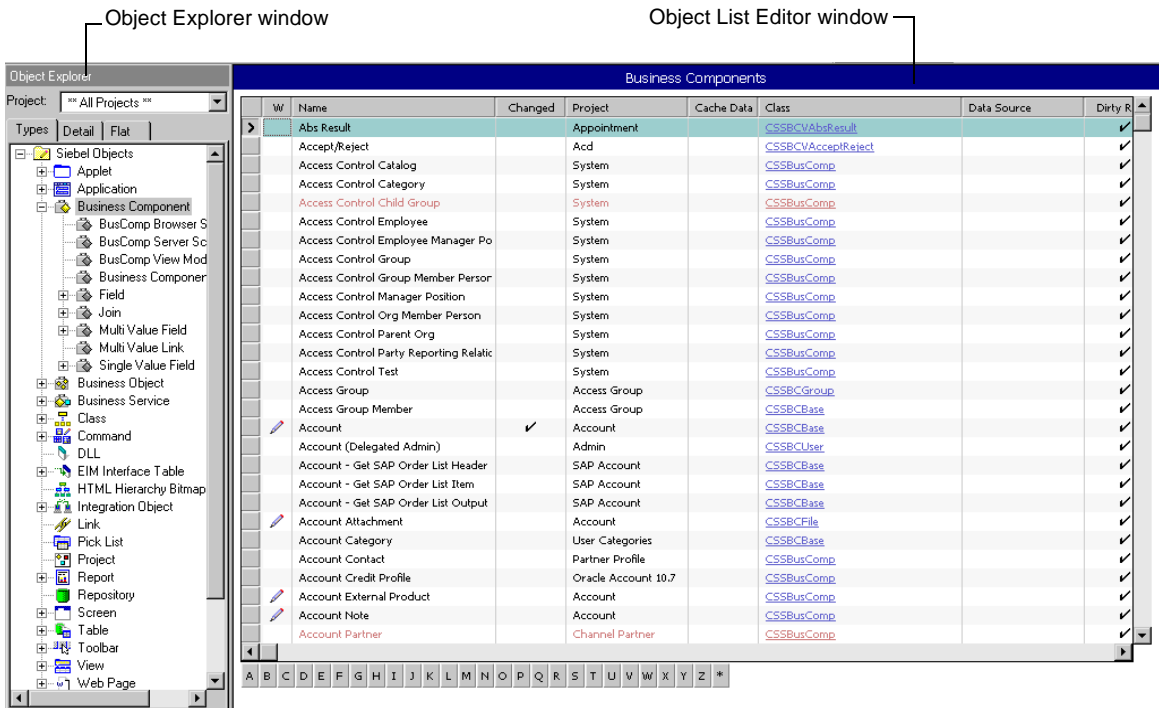 Object Explorer window
Object List Editor window
Object Explorer
Project: ** All Projects **
Types Detail Flat
Siebel Objects
Applet
Application
Business Component
BusComp Browser S
BusComp Server Sc
BusComp View Mod
Business Componer
Field
Join
Multi Value Field
Multi Value Link
Single Value Field
Business Object
Business Service
Class
Command
DLL
EIM Interface Table
HTML Hierarchy Bitmap
Integration Object
Link
Pick List
Project
Report
Repository
Screen
Table
Toolbar
View
Web Page
Business Components
W Name Changed Project Cache Data Class Data Source Dirty R
Abs Result Appointment CSSBCVAbsResult
Accept/Reject Acd CSSBCVAcceptReject
Access Control Catalog System CSSBusComp
Access Control Category System CSSBusComp
Access Control Child Group System CSSBusComp
Access Control Employee System CSSBusComp
Access Control Employee Manager Po System CSSBusComp
Access Control Group System CSSBusComp
Access Control Group Member Person System CSSBusComp
Access Control Manager Position System CSSBusComp
Access Control Org Member Person System CSSBusComp
Access Control Parent Org System CSSBusComp
Access Control Party Reporting Relatic System CSSBusComp
Access Control Test System CSSBusComp
Access Group Access Group CSSBCGroup
Access Group Member Access Group CSSBCBase
Account Account CSSBCBase
Account (Delegated Admin) Admin CSSBCUser
Account - Get SAP Order List Header SAP Account CSSBCBase
Account - Get SAP Order List Item SAP Account CSSBCBase
Account - Get SAP Order List Output SAP Account CSSBCBase
Account Attachment Account CSSBCFile
Account Category User Categories CSSBCBase
Account Contact Partner Profile CSSBusComp
Account Credit Profile Oracle Account 10.7 CSSBusComp
Account External Product Account CSSBusComp
Account Note Account CSSBusComp
Account Partner Channel Partner CSSBusComp
A B C D E F G H I J K L M N O P Q R S T U V W X Y Z *